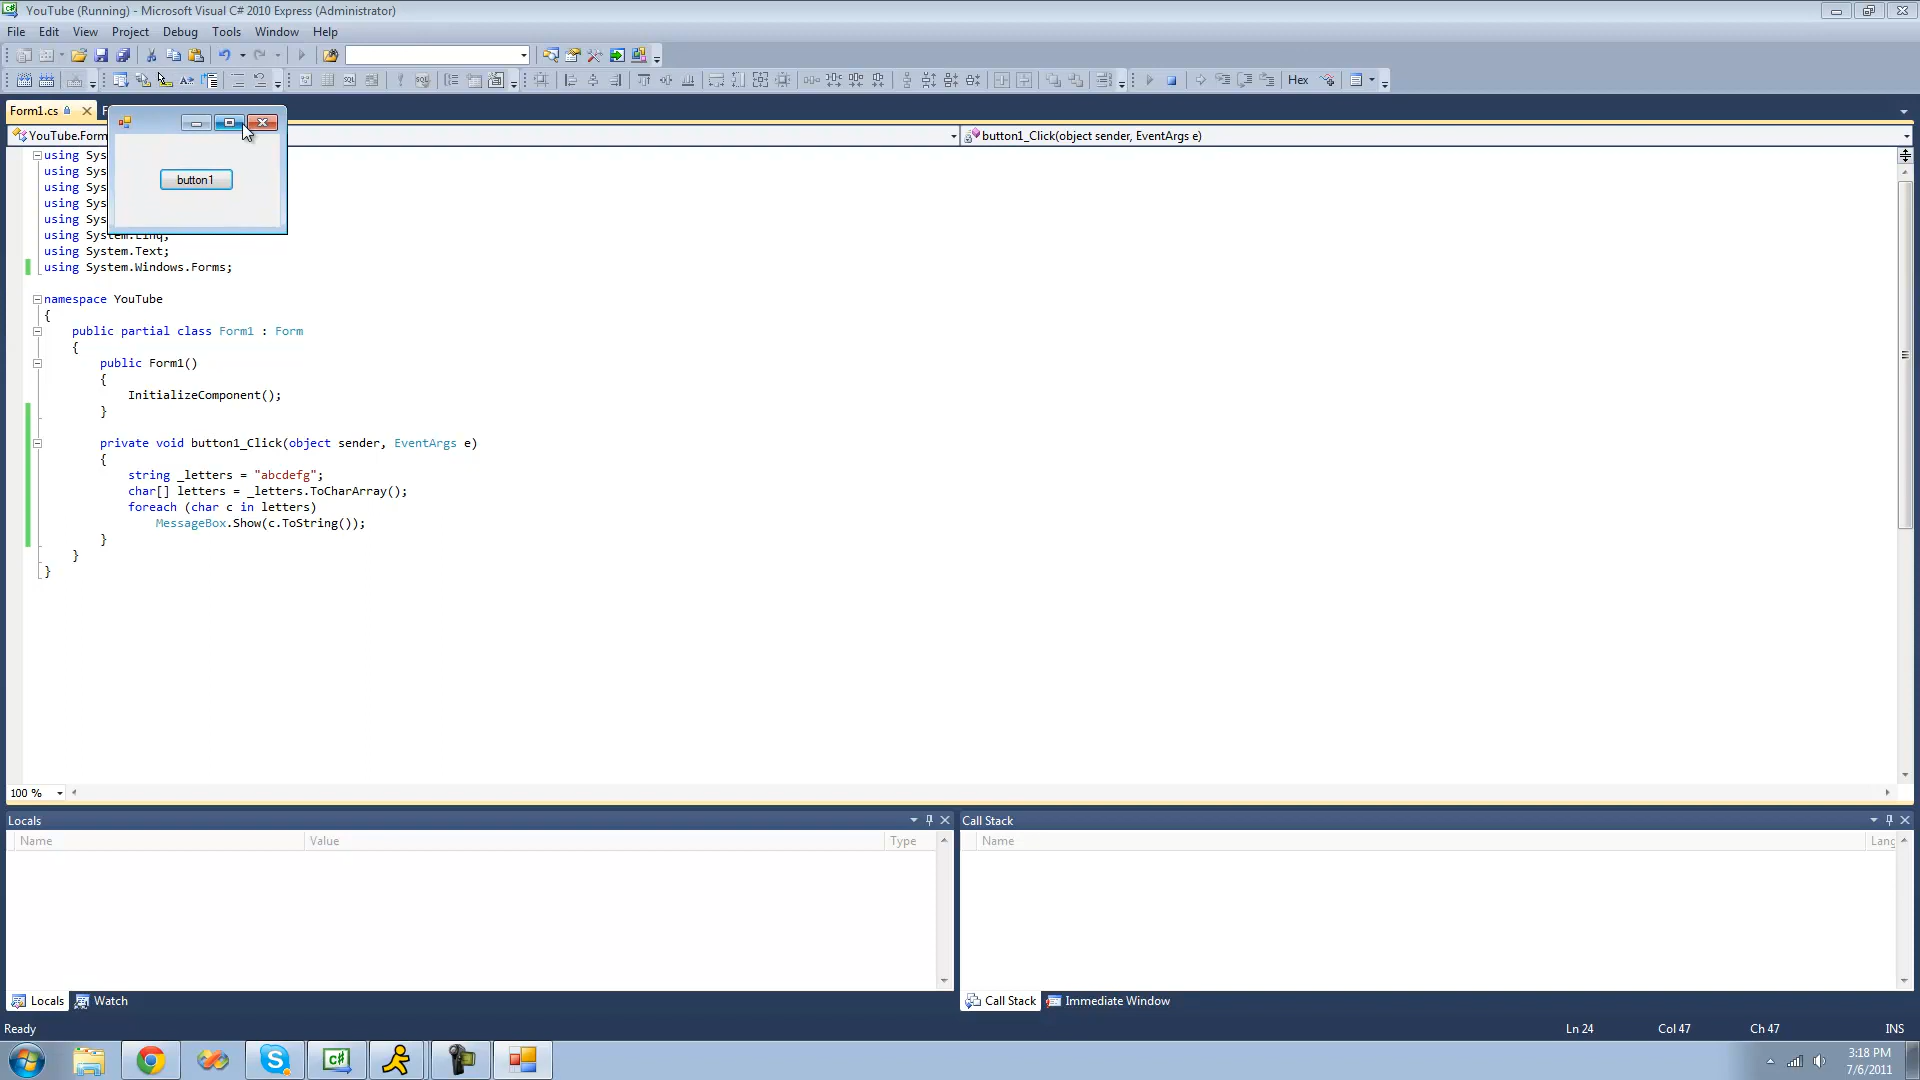 YouTube (Running) - Microsoft Visual C# 2010 Express (Administrator)
File Edit View Project Debug Tools Window Help
Hex
Form1.cs
YouTube.Form
button1_Click(object sender, EventArgs e)
button1
using Sys
using Sys
using Sys
using Sys
using Sys
using System.Linq;
using System.Text;
using System.Windows.Forms;
namespace YouTube
{
public partial class Form1 : Form
{
public Form1()
{
InitializeComponent();
}
private void button1_Click(object sender, EventArgs e)
{
string _letters = "abcdefg";
char[] letters = _letters.ToCharArray();
foreach (char c in letters)
MessageBox.Show(c.ToString());
}
}
}
100 %
Locals
Name Value Type
Call Stack
Name Lang
Locals Watch
Call Stack Immediate Window
Ready Ln 24 Col 47 Ch 47 INS
3:18 PM
7/6/2011